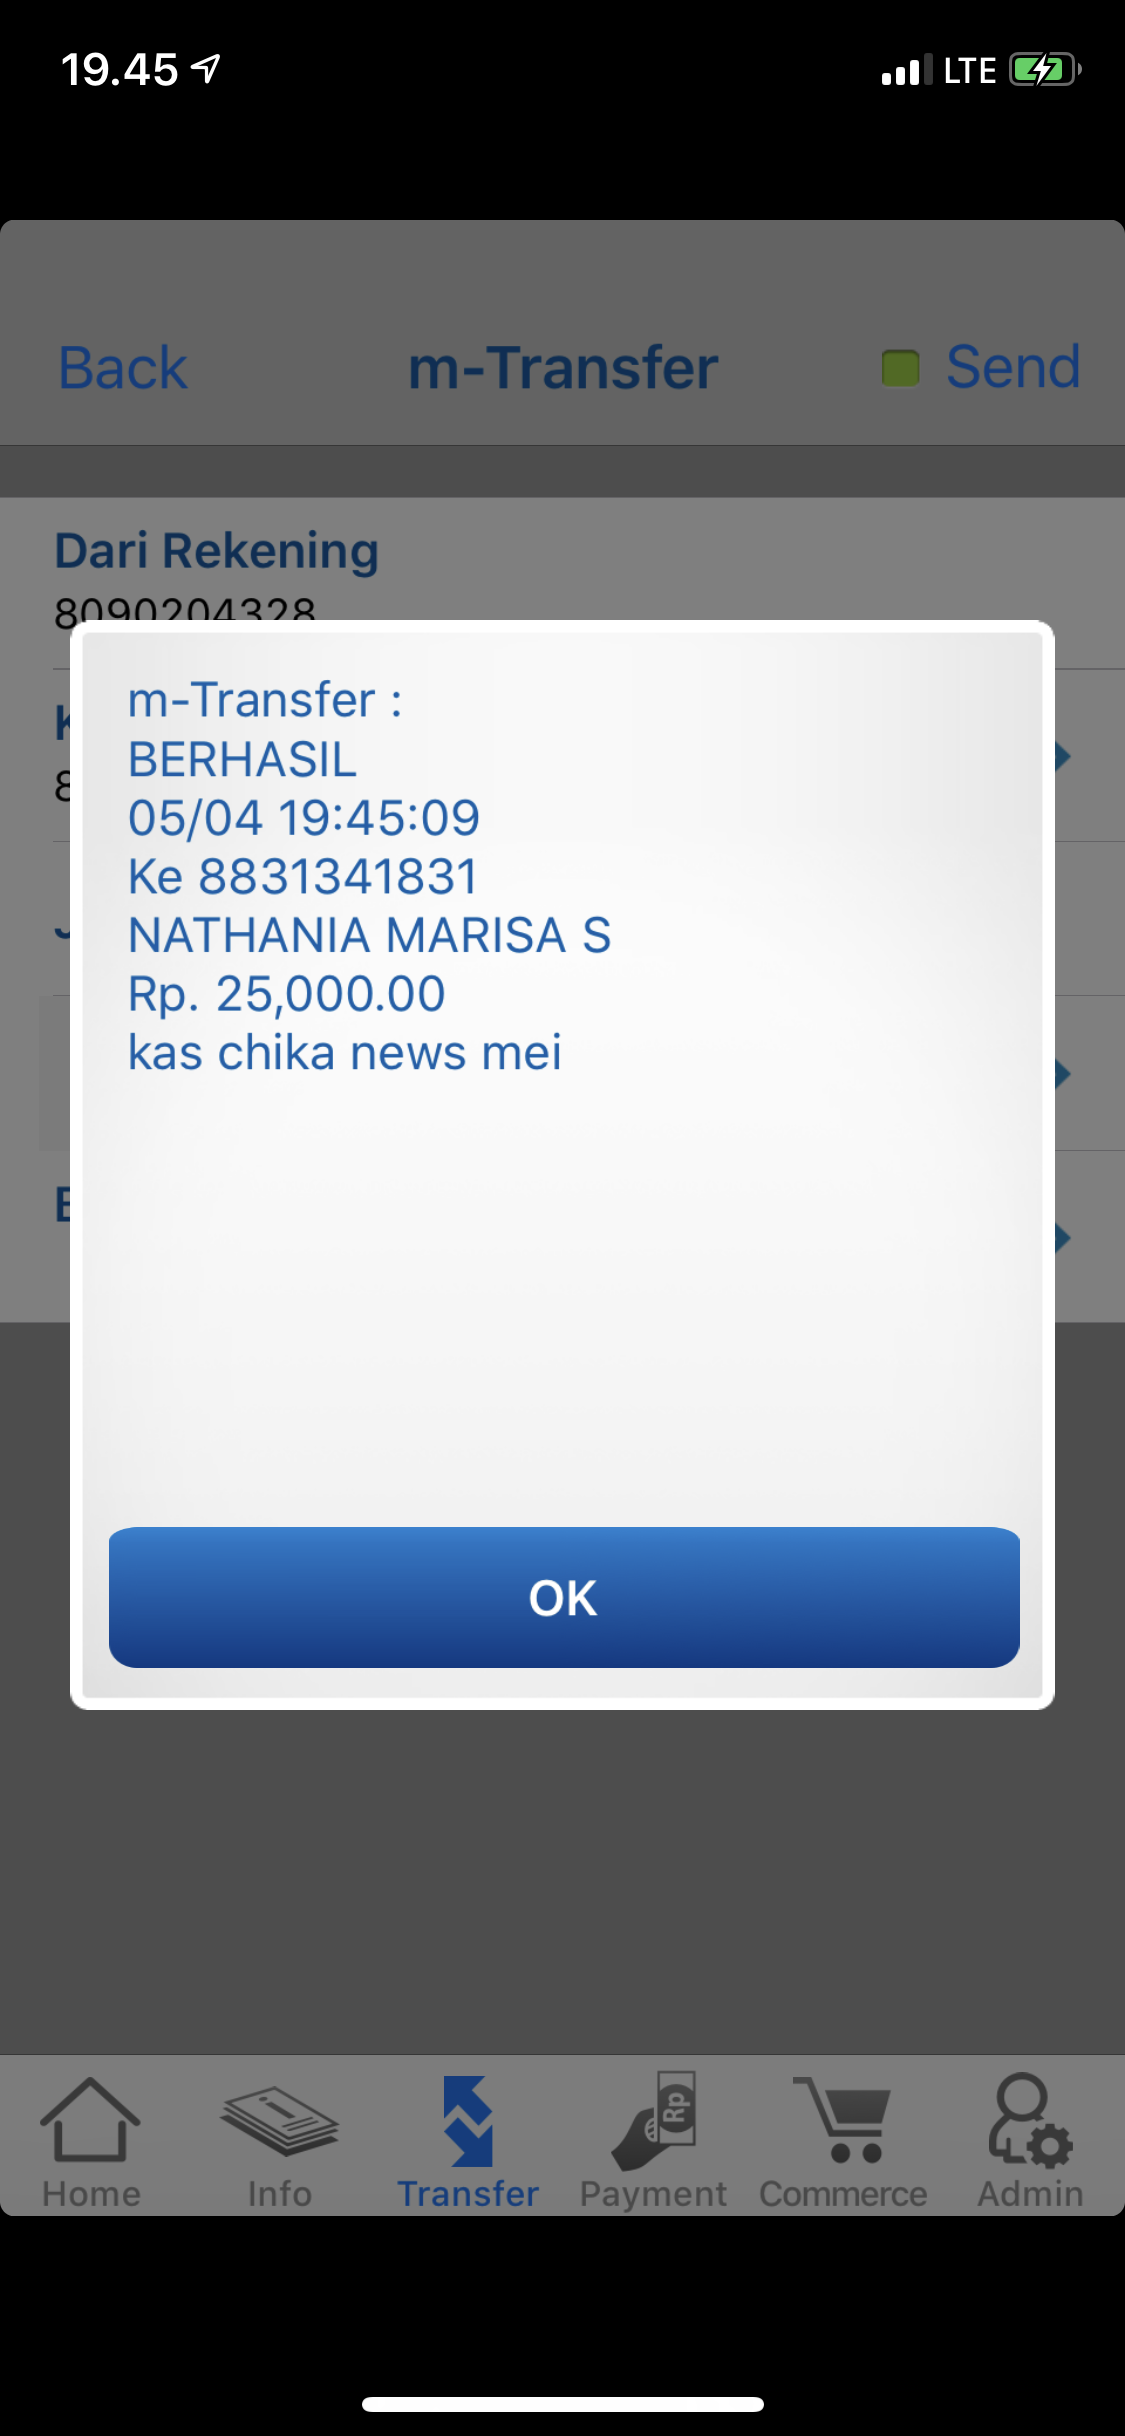 19.45
LTE
Back
m-Transfer
Send
Dari Rekening
8090204328
m-Transfer :
BERHASIL
05/04 19:45:09
Ke 8831341831
NATHANIA MARISA S
Rp. 25,000.00
kas chika news mei
OK
Rp
Home
Info
Transfer
Payment
Commerce
Admin